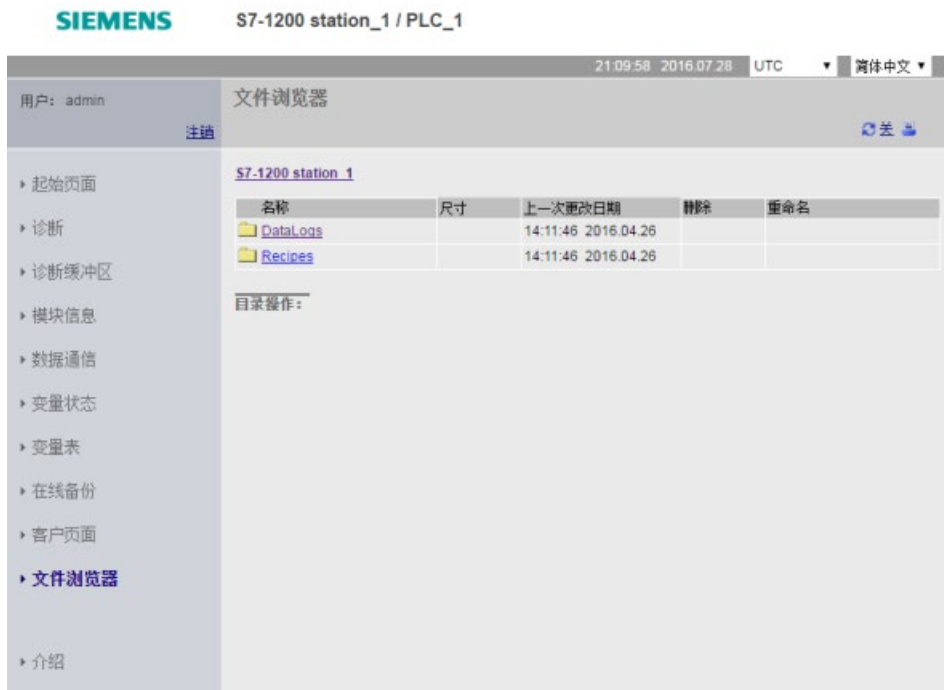 SIEMENS S7-1200 station_1 / PLC_1
21:09:58 2016.07.28 UTC 简体中文
用户: admin
注销
文件浏览器
关
起始页面
诊断
诊断缓冲区
模块信息
数据通信
变量状态
变量表
在线备份
客户页面
文件浏览器
介绍
S7-1200 station_1
名称 尺寸 上一次更改日期 删除 重命名
DataLogs 14:11:46 2016.04.26
Recipes 14:11:46 2016.04.26
目录操作: